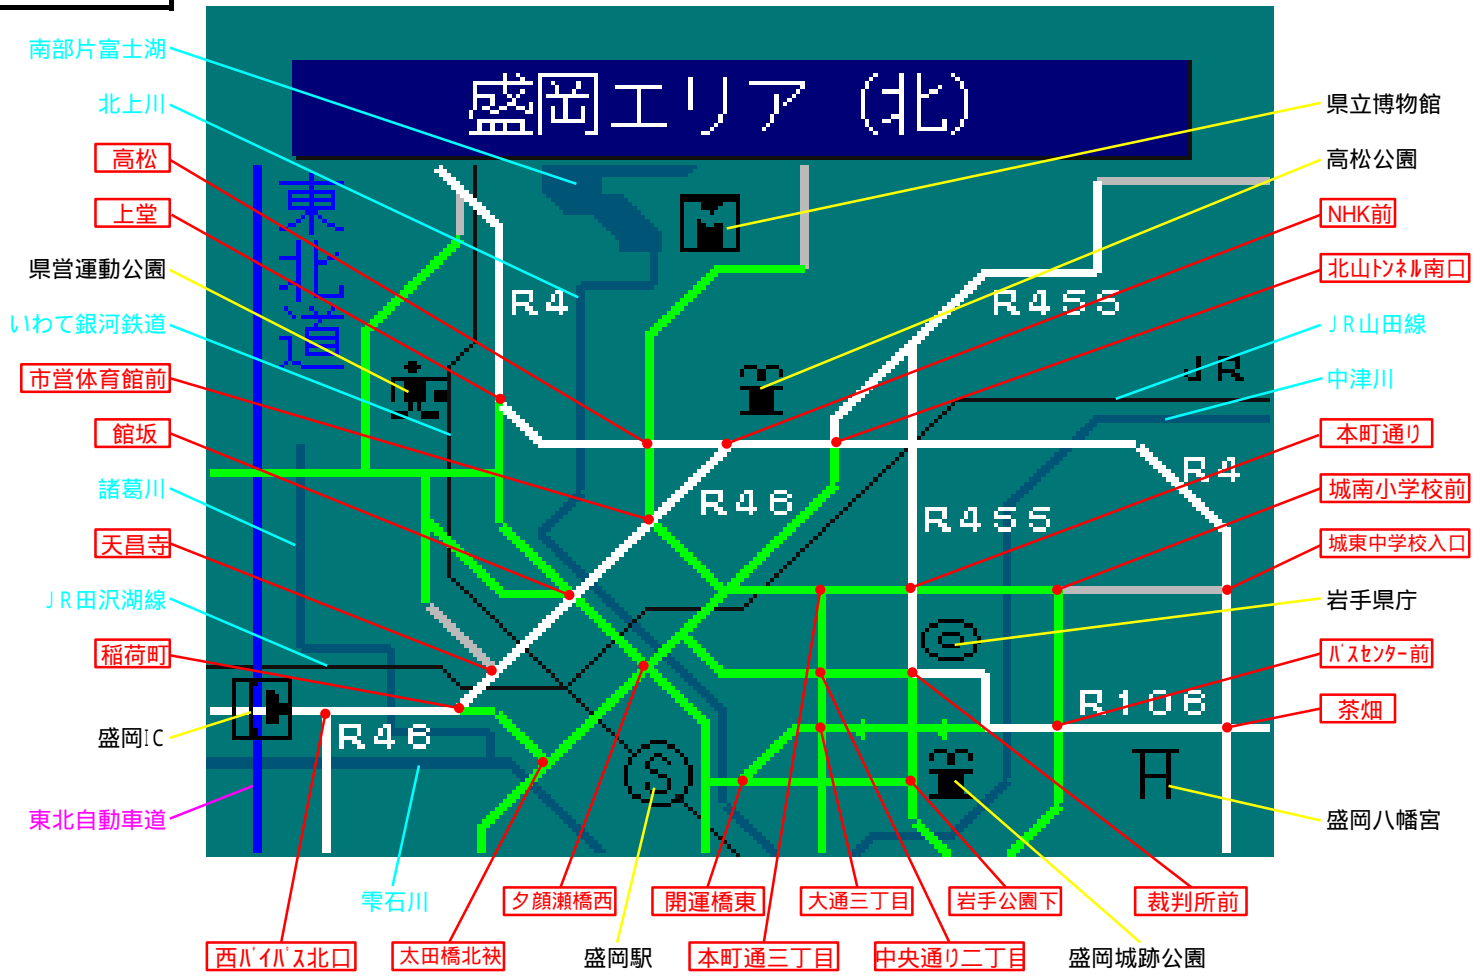 盛岡エリア (北)
南部片富士湖
北上川
高松
上堂
県営運動公園
いわて銀河鉄道
市営体育館前
館坂
諸葛川
天昌寺
JR田沢湖線
稲荷町
盛岡IC
東北自動車道
東北道
R4
R455
JR
R4
R46
R455
R106
R46
S
県立博物館
高松公園
NHK前
北山トンネル南口
JR山田線
中津川
本町通り
城南小学校前
城東中学校入口
岩手県庁
バスセンター前
茶畑
盛岡八幡宮
雫石川
夕顔瀬橋西
開運橋東
大通三丁目
岩手公園下
裁判所前
西バイパス北口
太田橋北袂
盛岡駅
本町通三丁目
中央通り二丁目
盛岡城跡公園